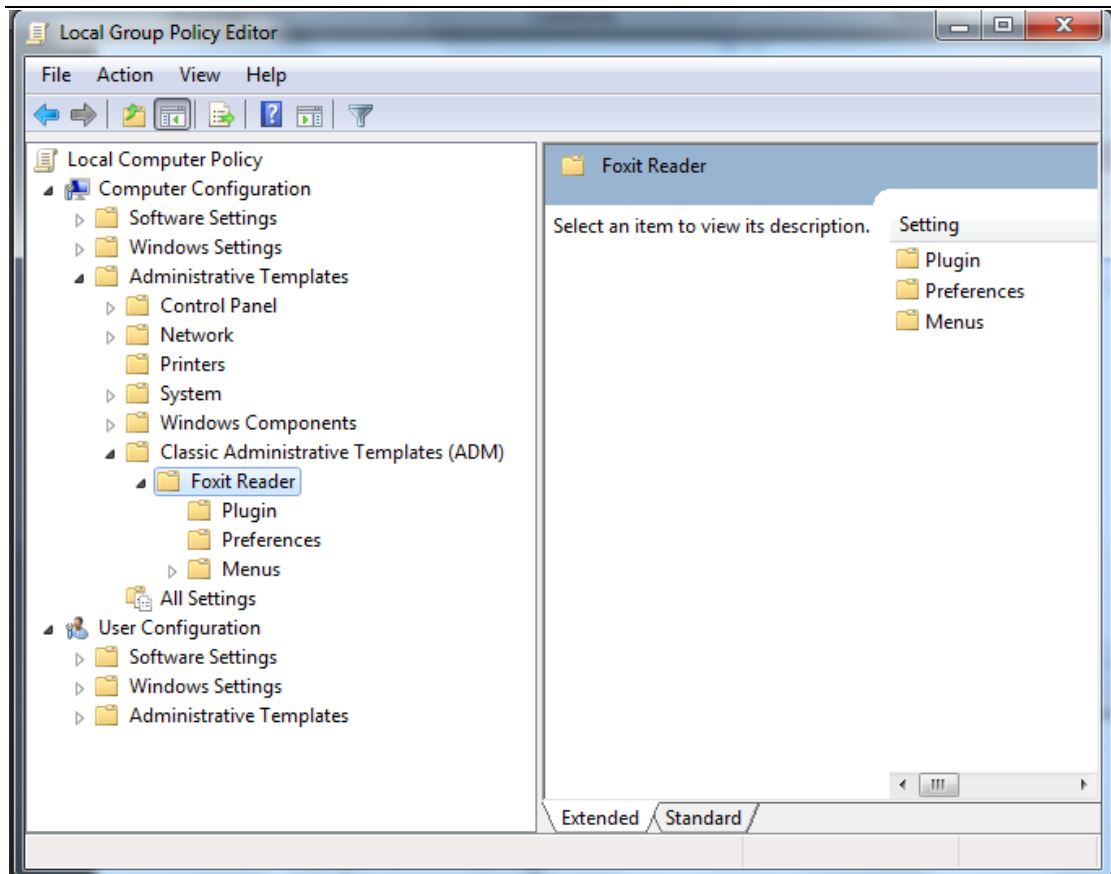 Local Group Policy Editor
File Action View Help
Local Computer Policy
Computer Configuration
Software Settings
Windows Settings
Administrative Templates
Control Panel
Network
Printers
System
Windows Components
Classic Administrative Templates (ADM)
Foxit Reader
Plugin
Preferences
Menus
All Settings
User Configuration
Software Settings
Windows Settings
Administrative Templates
Foxit Reader
Select an item to view its description.
Setting
Plugin
Preferences
Menus
Extended Standard